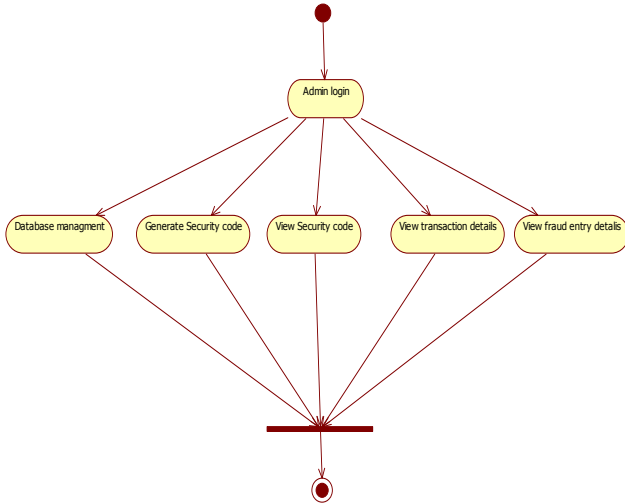 Admin login
Database managment
Generate Security code
View Security code
View transaction details
View fraud entry details